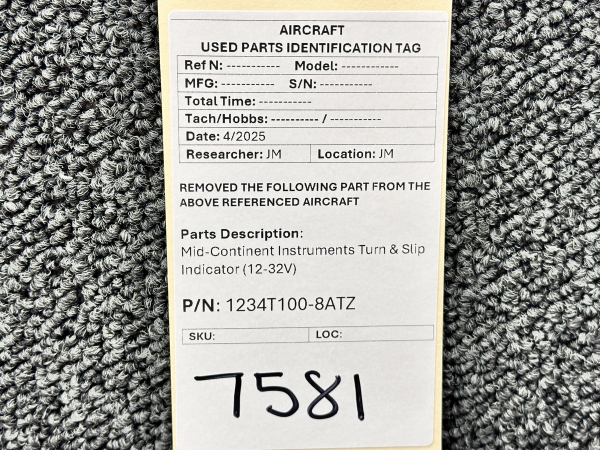 AIRCRAFT
USED PARTS IDENTIFICATION TAG
Ref N: ----------- Model: ------------
MFG: ----------- S/N: -----------
Total Time: -----------
Tach/Hobbs: ---------- / -----------
Date: 4/2025
Researcher: JM Location: JM
REMOVED THE FOLLOWING PART FROM THE
ABOVE REFERENCED AIRCRAFT
Parts Description:
Mid-Continent Instruments Turn & Slip
Indicator (12-32V)
P/N: 1234T100-8ATZ
SKU: LOC:
7581